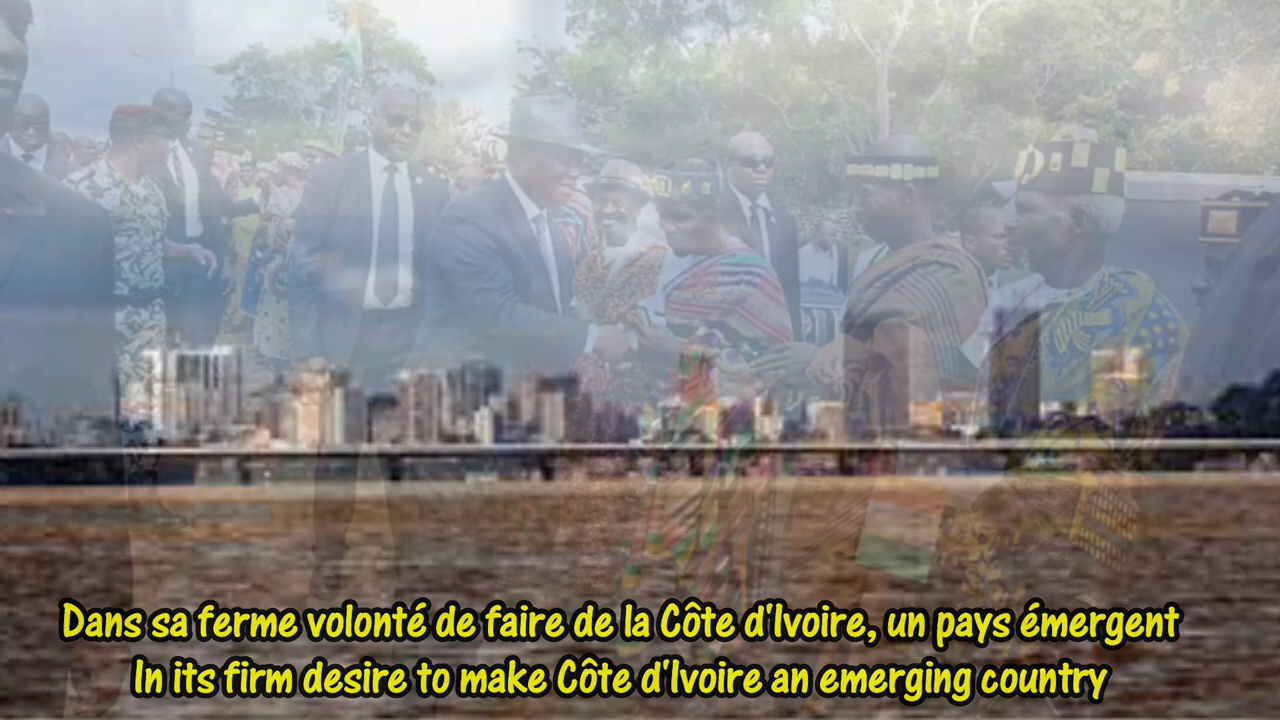 Dans sa ferme volonté de faire de la Côte d'Ivoire, un pays émergent
In its firm desire to make Côte d'Ivoire an emerging country